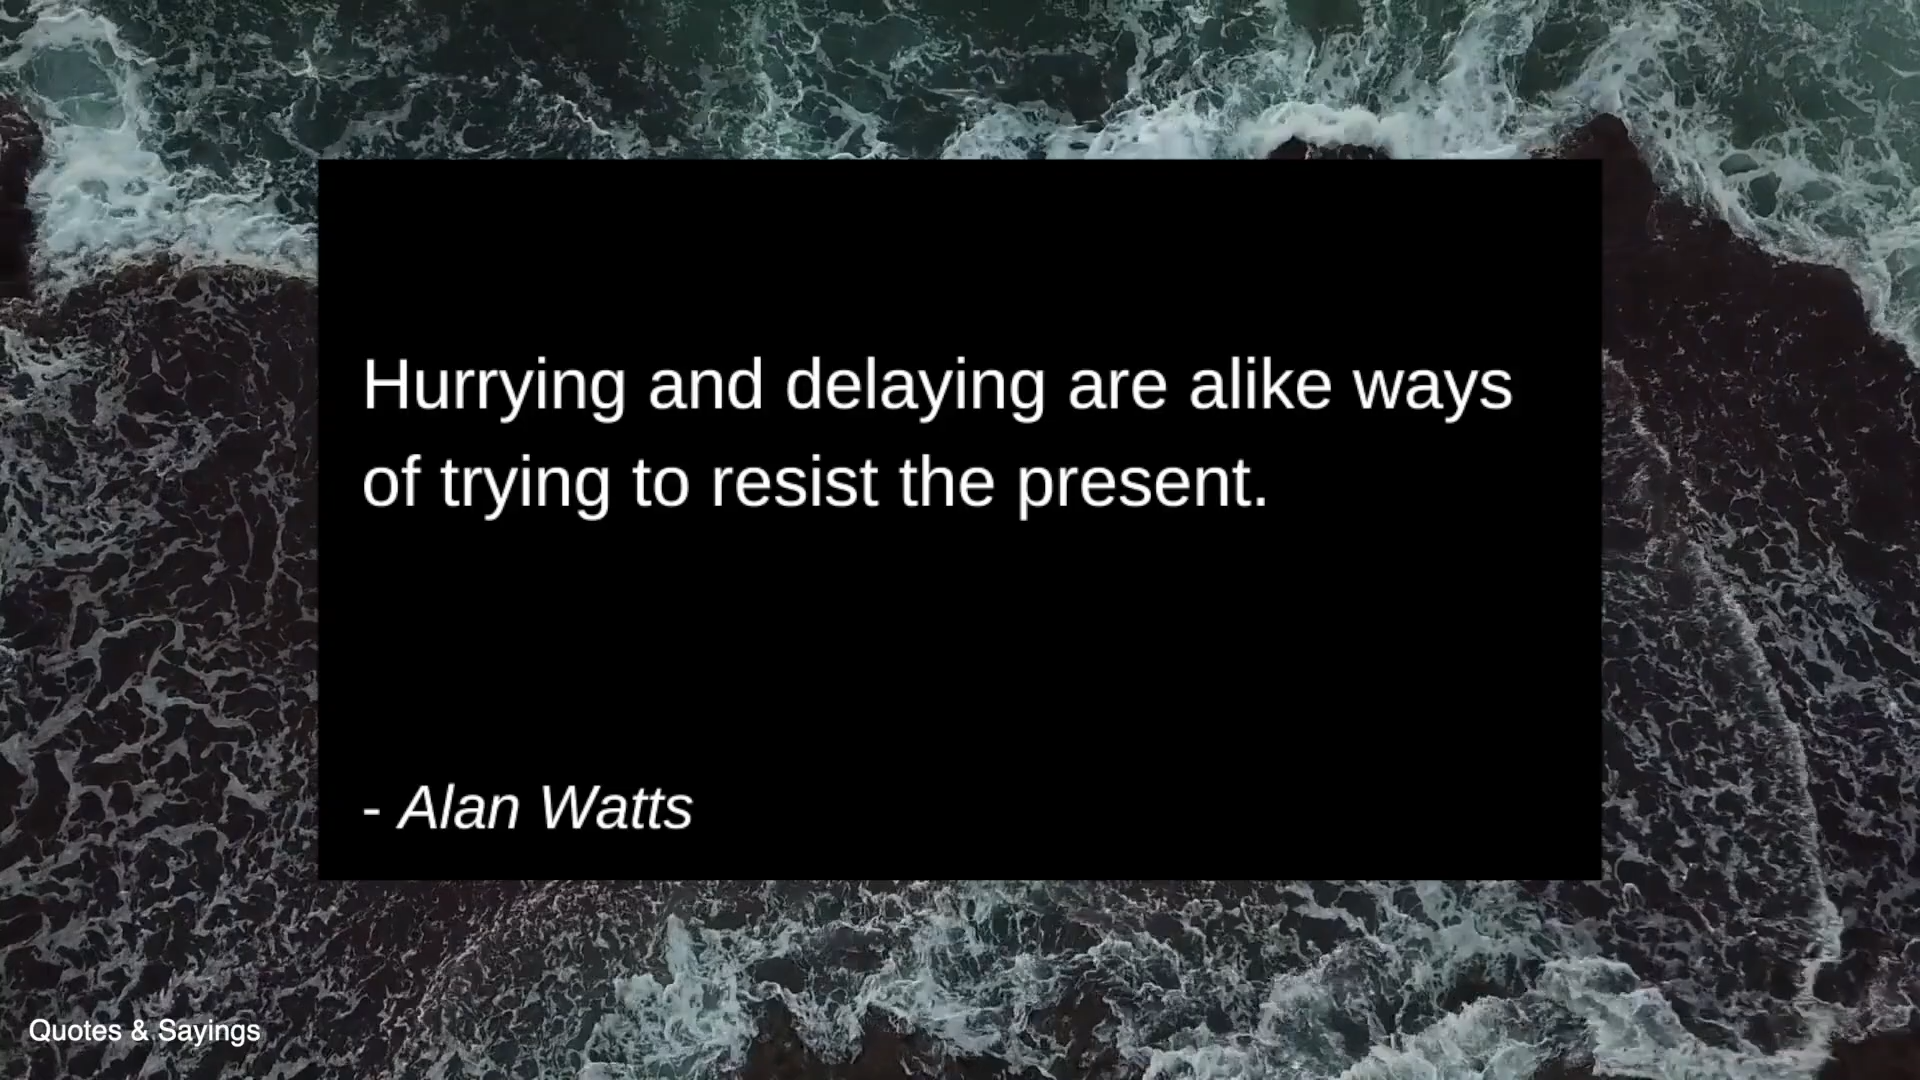 Hurrying and delaying are alike ways
of trying to resist the present.
- Alan Watts
Quotes & Sayings